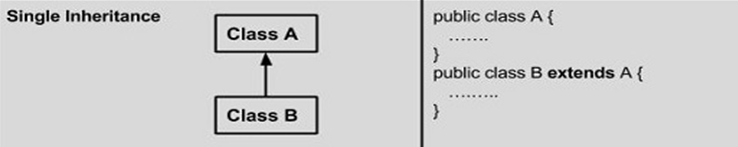 Single Inheritance
Class A
Class B
public class A {
.......
}
public class B extends A {
.........
}